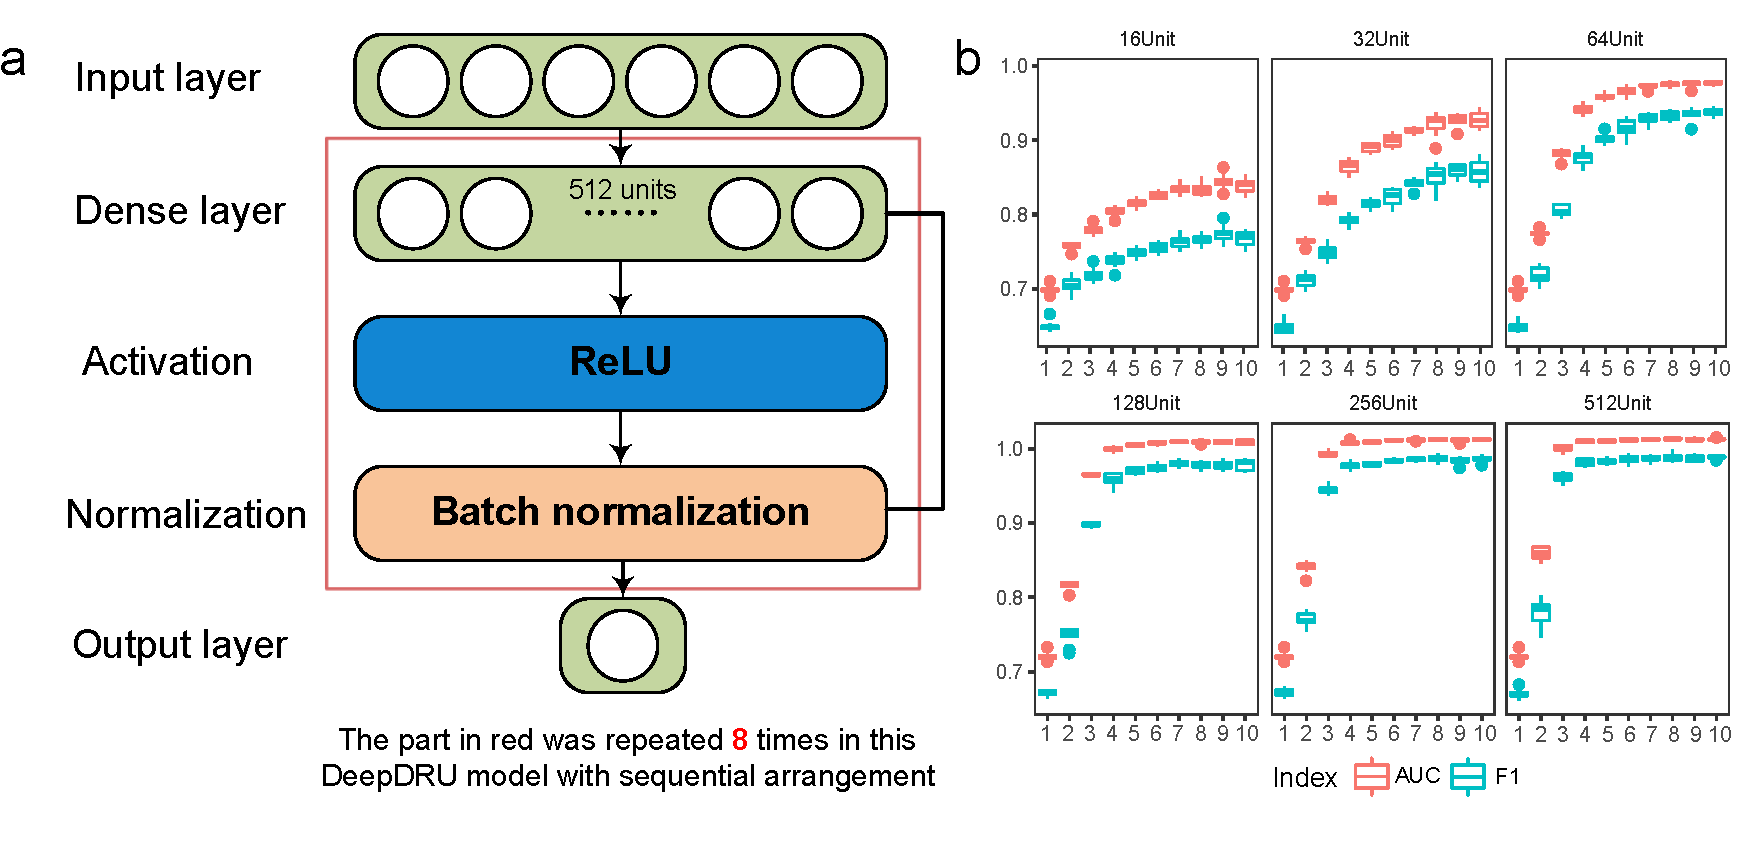 a
Input layer
Dense layer
512 units
Activation
ReLU
Normalization
Batch normalization
Output layer
The part in red was repeated 8 times in this
DeepDRU model with sequential arrangement
b
16Unit 32Unit 64Unit
1.0
0.9
0.8
0.7
1 2 3 4 5 6 7 8 9 10 1 2 3 4 5 6 7 8 9 10 1 2 3 4 5 6 7 8 9 10
128Unit 256Unit 512Unit
1.0
0.9
0.8
0.7
1 2 3 4 5 6 7 8 9 10 1 2 3 4 5 6 7 8 9 10 1 2 3 4 5 6 7 8 9 10
Index AUC F1